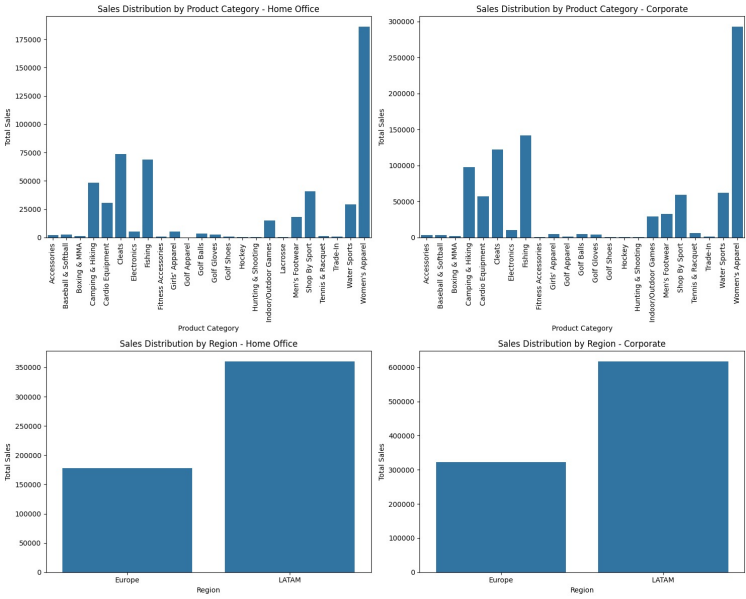 Sales Distribution by Product Category - Home Office
Total Sales
175000
150000
125000
100000
75000
50000
25000
0
Accessories
Baseball & Softball
Boxing & MMA
Camping & Hiking
Cardio Equipment
Cleats
Electronics
Fishing
Fitness Accessories
Girls' Apparel
Golf Apparel
Golf Balls
Golf Gloves
Golf Shoes
Hockey
Hunting & Shooting
Indoor/Outdoor Games
Lacrosse
Men's Footwear
Shop By Sport
Tennis & Racquet
Trade-In
Water Sports
Women's Apparel
Product Category
Sales Distribution by Product Category - Corporate
Total Sales
300000
250000
200000
150000
100000
50000
0
Accessories
Baseball & Softball
Boxing & MMA
Camping & Hiking
Cardio Equipment
Cleats
Electronics
Fishing
Fitness Accessories
Girls' Apparel
Golf Apparel
Golf Balls
Golf Gloves
Golf Shoes
Hockey
Hunting & Shooting
Indoor/Outdoor Games
Men's Footwear
Shop By Sport
Tennis & Racquet
Trade-In
Water Sports
Women's Apparel
Product Category
Sales Distribution by Region - Home Office
Total Sales
350000
300000
250000
200000
150000
100000
50000
0
Europe
LATAM
Region
Sales Distribution by Region - Corporate
Total Sales
600000
500000
400000
300000
200000
100000
0
Europe
LATAM
Region